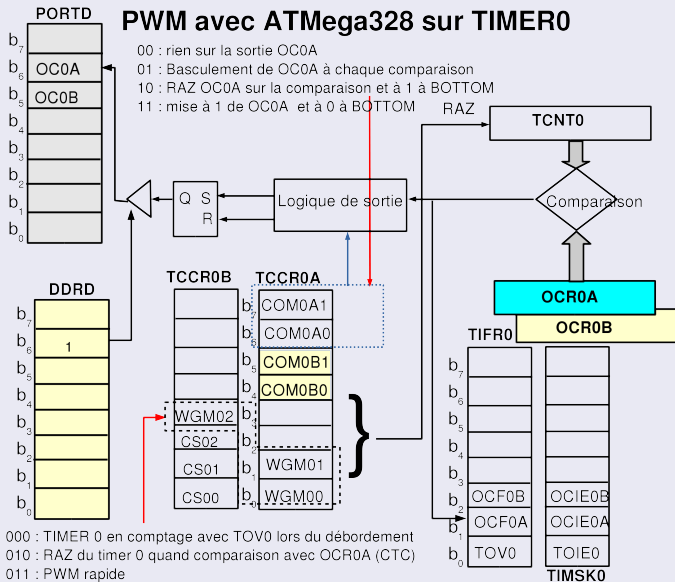 PORTD
PWM avec ATMega328 sur TIMER0
00 : rien sur la sortie OC0A
01 : Basculement de OC0A à chaque comparaison
10 : RAZ OC0A sur la comparaison et à 1 à BOTTOM
11 : mise à 1 de OC0A et à 0 à BOTTOM
b7
b6 OC0A
b5 OC0B
b4
b3
b2
b1
b0
RAZ
TCNT0
Q S
R
Logique de sortie
Comparaison
OCR0A
OCR0B
DDRD
b7
b6 1
b5
b4
b3
b2
b1
b0
TCCR0B
WGM02
CS02
CS01
CS00
TCCR0A
b7 COM0A1
b6 COM0A0
b5 COM0B1
b4 COM0B0
b3
b2
b1 WGM01
b0 WGM00
}
TIFR0
b7
b6
b5
b4
b3
b2 OCF0B OCIE0B
b1 OCF0A OCIE0A
b0 TOV0 TOIE0
TIMSK0
000 : TIMER 0 en comptage avec TOV0 lors du débordement
010 : RAZ du timer 0 quand comparaison avec OCR0A (CTC)
011 : PWM rapide